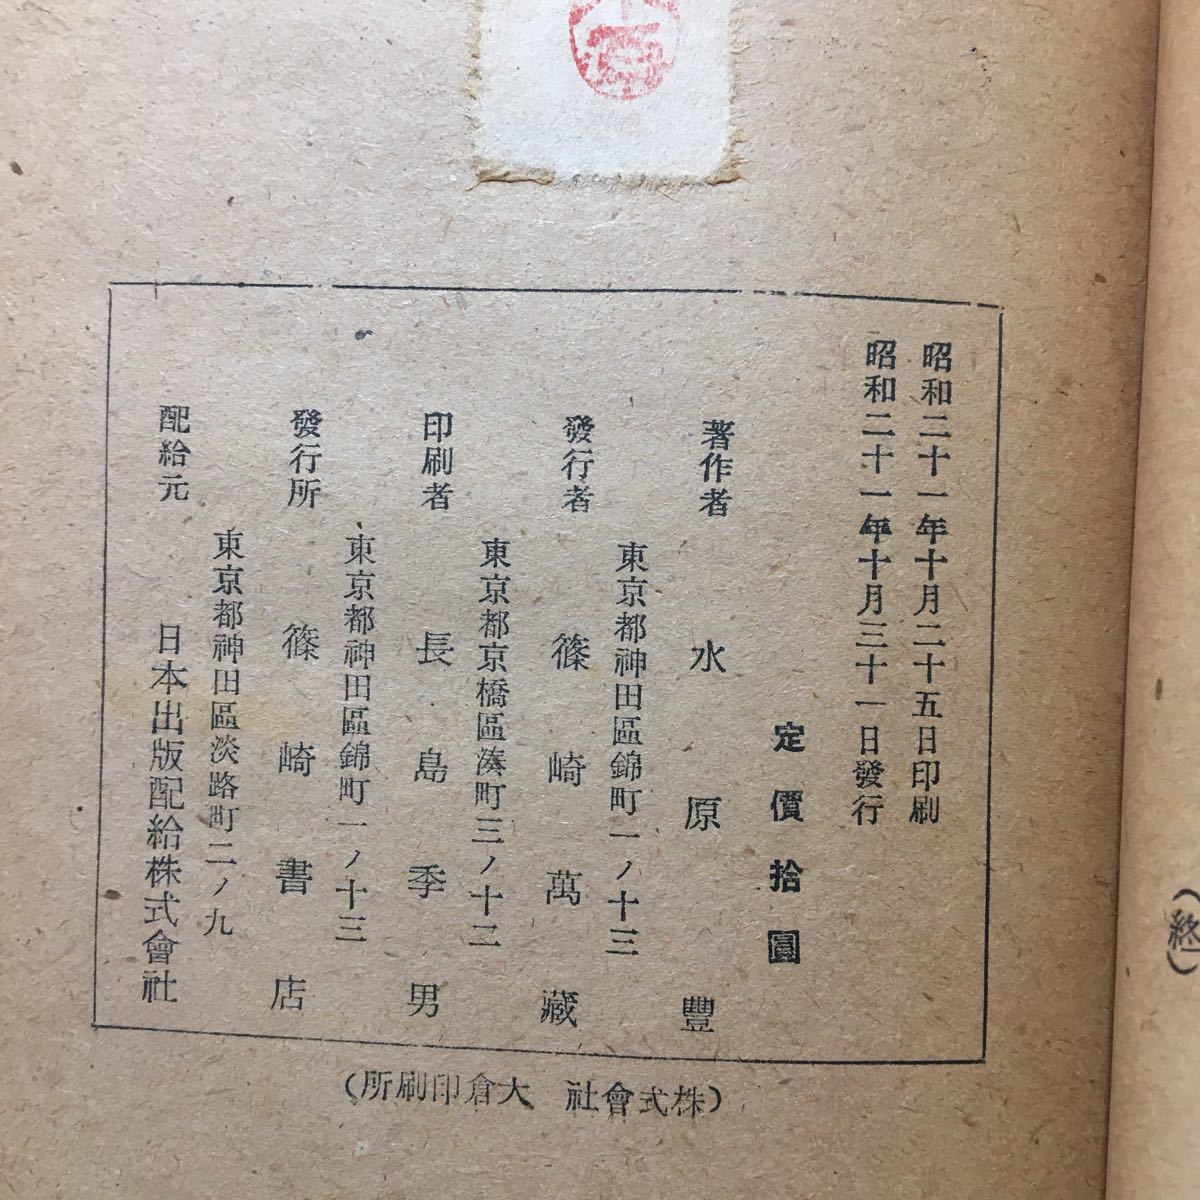 （終）
昭和二十一年十月二十五日印刷
昭和二十一年十月三十一日發行
定價拾圓
著作者 水原豐
東京都神田區錦町一ノ十三
發行者 篠崎萬藏
東京都京橋區湊町三ノ十二
印刷者 長島季男
東京都神田區錦町一ノ十三
發行所 篠崎書店
東京都神田區淡路町二ノ九
配給元 日本出版配給株式會社
（株式會社 大倉印刷所）